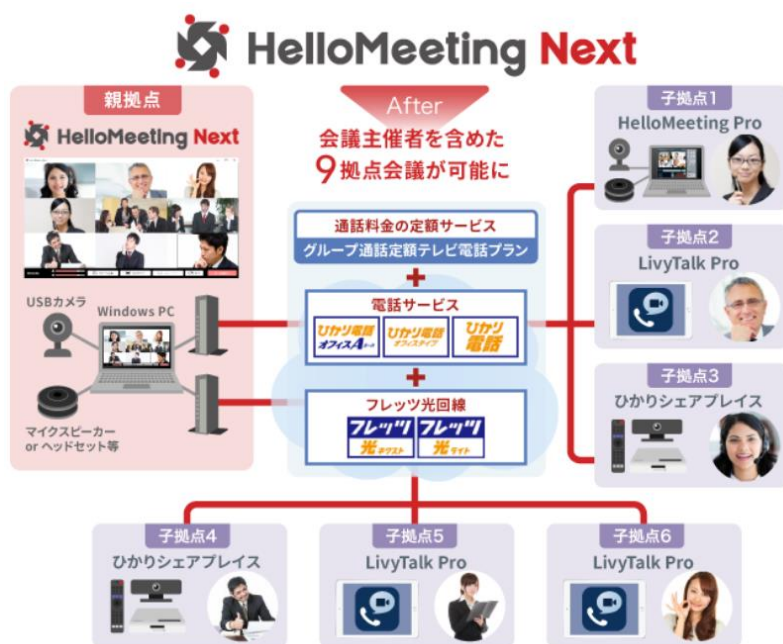 HelloMeeting Next
親拠点
HelloMeeting Next
USBカメラ
Windows PC
マイクスピーカー
or ヘッドセット等
After
会議主催者を含めた
9拠点会議が可能に
通話料金の定額サービス
グループ通話定額テレビ電話プラン
+
電話サービス
ひかり電話
オフィスA
ひかり電話
オフィスタイプ
ひかり
電話
+
フレッツ光回線
フレッツ
光ネクスト
フレッツ
光ライト
子拠点1
HelloMeeting Pro
子拠点2
LivyTalk Pro
子拠点3
ひかりシェアプレイス
子拠点4
ひかりシェアプレイス
子拠点5
LivyTalk Pro
子拠点6
LivyTalk Pro